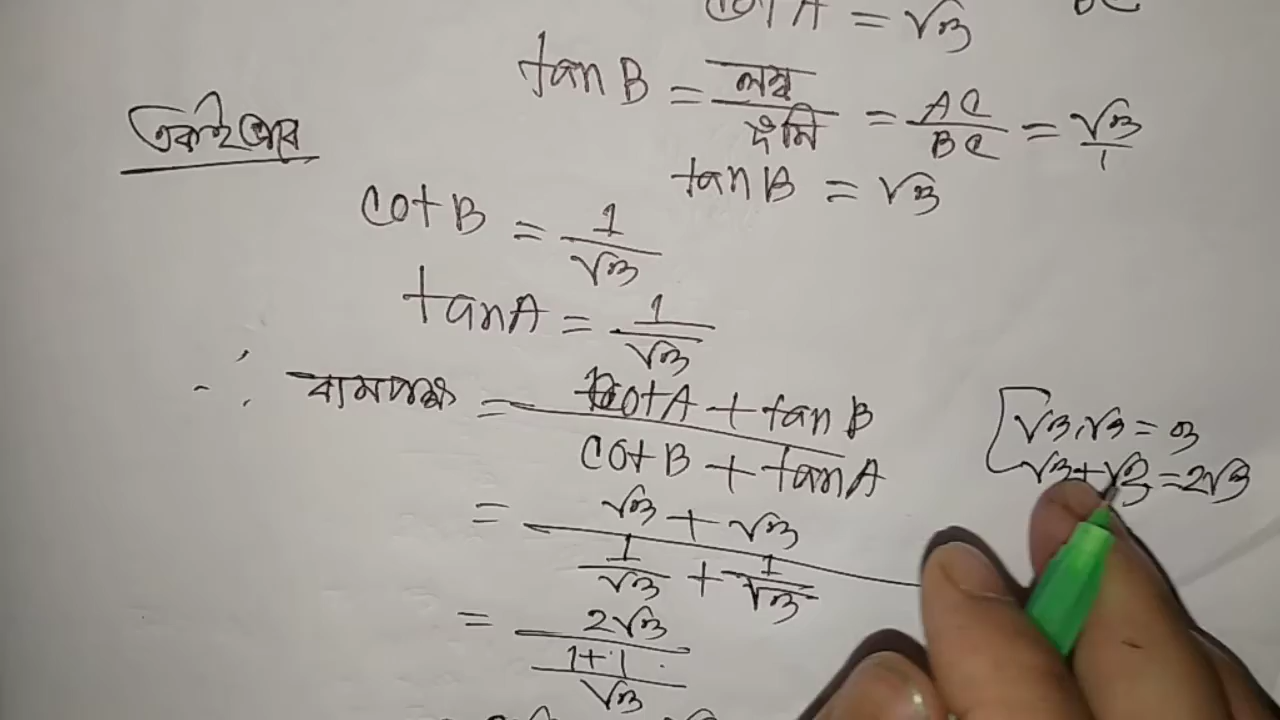 cot A = √3
tan B = লম্ব / ভূমি = AC / BC = √3 / 1
একইভাবে
tan B = √3
cot B = 1 / √3
tan A = 1 / √3
∴ বামপক্ষ = cot A + tan B / cot B + tan A
[√3.√3 = 3
√3+√3 = 2√3
= √3 + √3 / 1/√3 + 1/√3
= 2√3 / 1+1 / √3